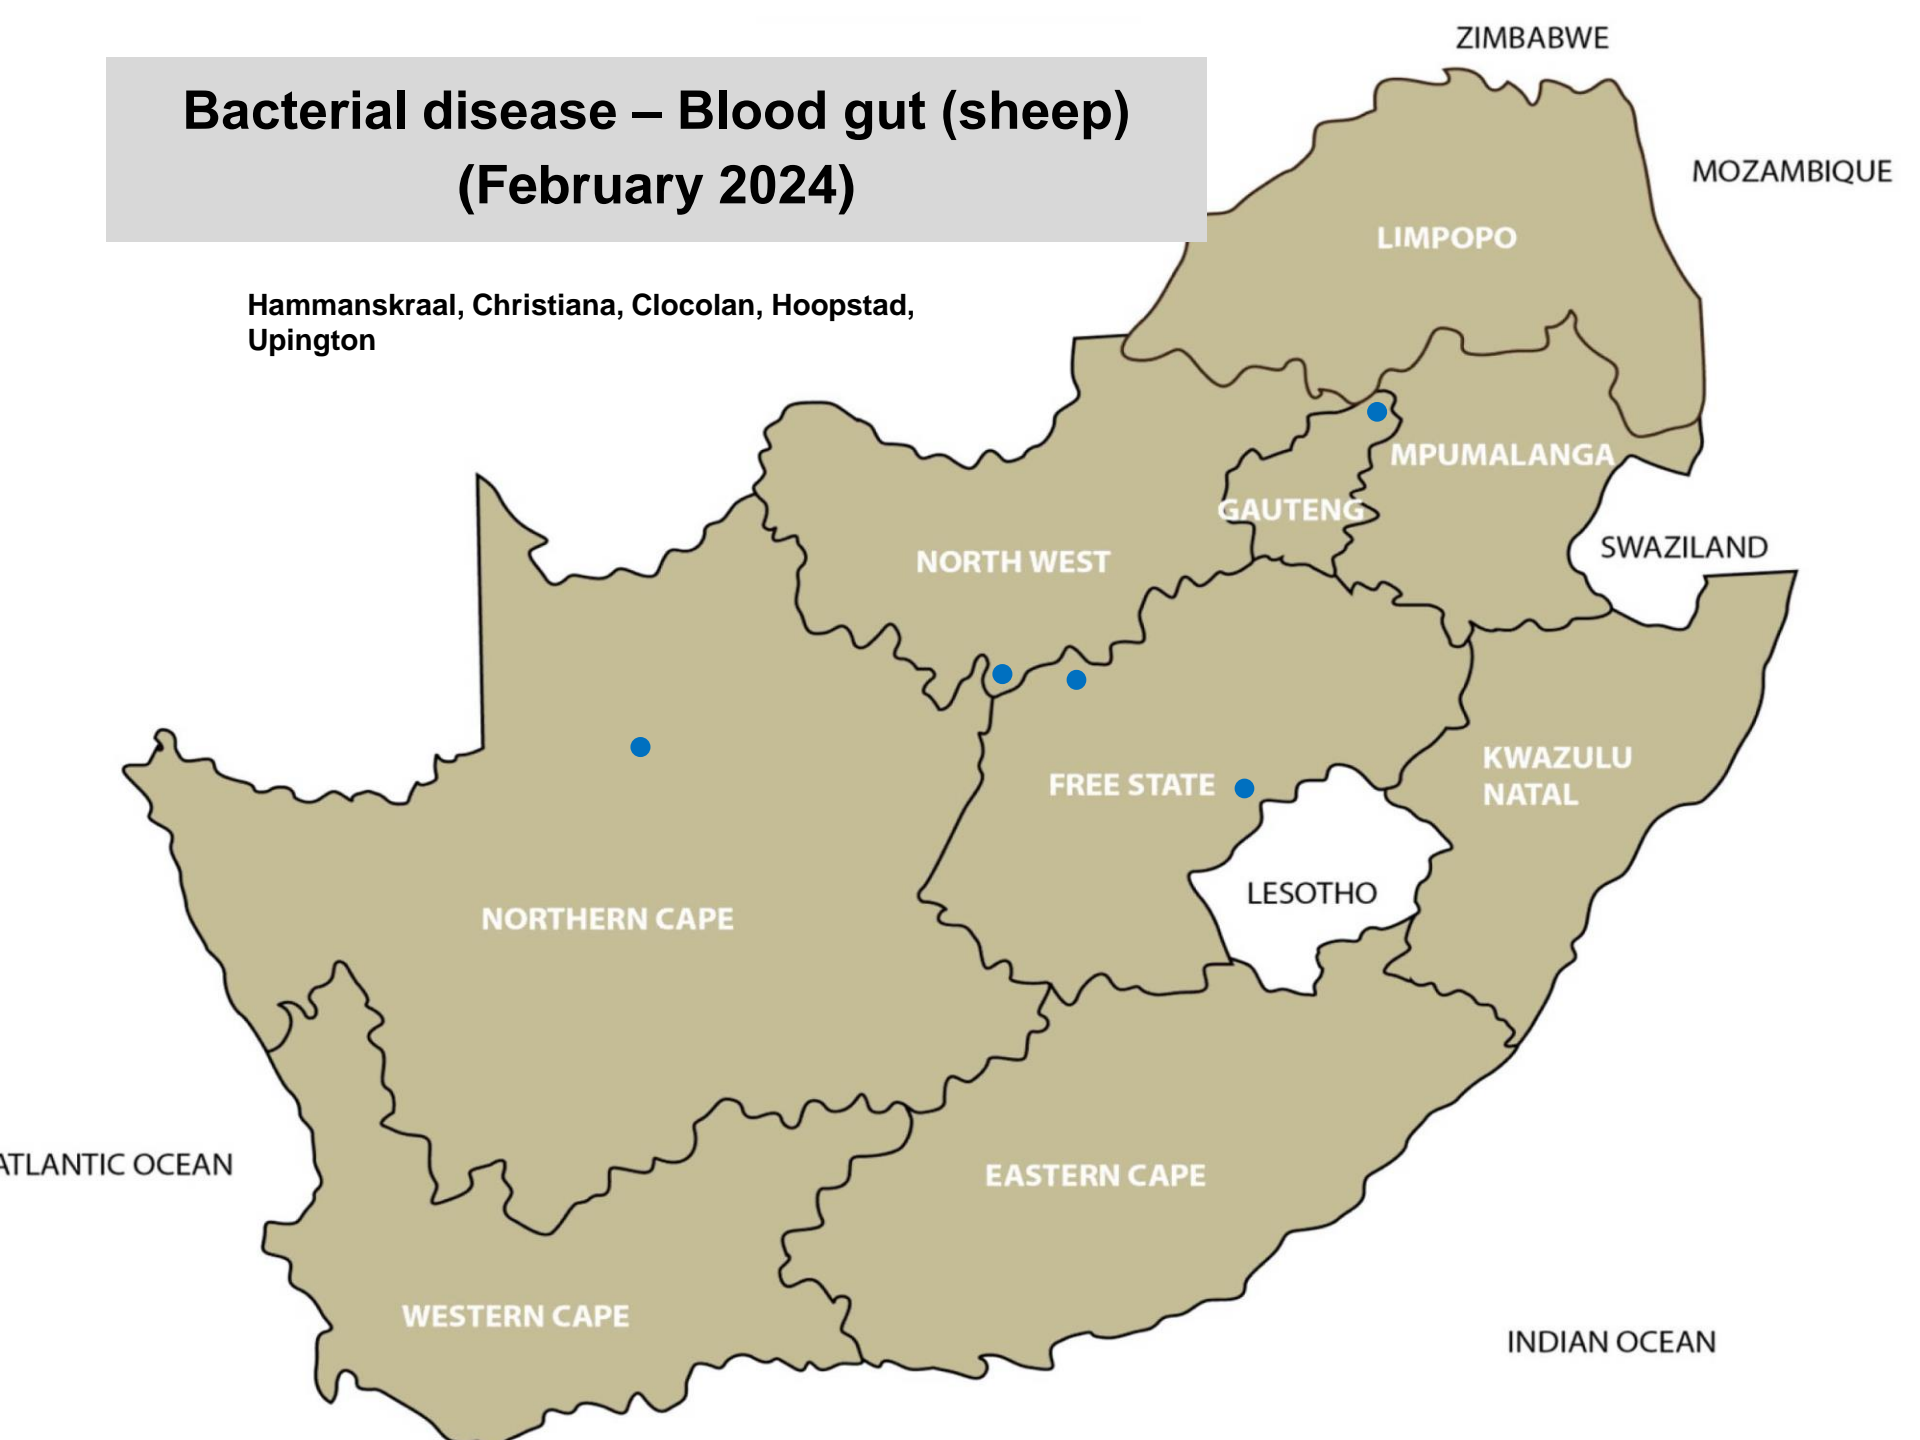 ZIMBABWE
Bacterial disease – Blood gut (sheep)
(February 2024)
MOZAMBIQUE
LIMPOPO
Hammanskraal, Christiana, Clocolan, Hoopstad,
Upington
MPUMALANGA
GAUTENG
SWAZILAND
NORTH WEST
KWAZULU
NATAL
FREE STATE
LESOTHO
NORTHERN CAPE
ATLANTIC OCEAN
EASTERN CAPE
WESTERN CAPE
INDIAN OCEAN